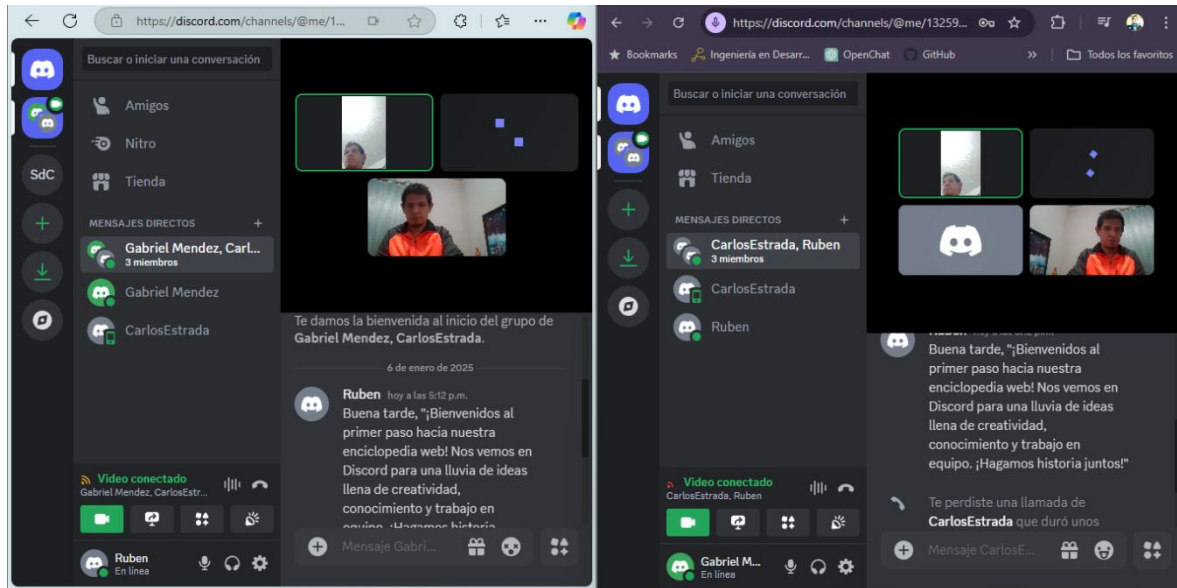 https://discord.com/channels/@me/1...
Buscar o iniciar una conversación
Amigos
Nitro
SdC
Tienda
MENSAJES DIRECTOS +
Gabriel Mendez, Carl...
3 miembros
Gabriel Mendez
CarlosEstrada
Te damos la bienvenida al inicio del grupo de
Gabriel Mendez, CarlosEstrada.
6 de enero de 2025
Ruben hoy a las 5:12 p.m.
Buena tarde, "¡Bienvenidos al
primer paso hacia nuestra
enciclopedia web! Nos vemos en
Discord para una lluvia de ideas
llena de creatividad,
conocimiento y trabajo en
equipo. ¡Hagamos historia
Video conectado
Gabriel Mendez, CarlosEstr...
Mensaje Gabri...
Ruben
En línea
https://discord.com/channels/@me/13259...
Bookmarks
Ingeniería en Desarr...
OpenChat
GitHub
Todos los favoritos
Buscar o iniciar una conversación
Amigos
Tienda
MENSAJES DIRECTOS +
CarlosEstrada, Ruben
3 miembros
CarlosEstrada
Ruben
Buena tarde, "¡Bienvenidos al
primer paso hacia nuestra
enciclopedia web! Nos vemos en
Discord para una lluvia de ideas
llena de creatividad,
conocimiento y trabajo en
equipo. ¡Hagamos historia juntos!"
Te perdiste una llamada de
CarlosEstrada que duró unos
Video conectado
CarlosEstrada, Ruben
Mensaje CarlosE...
Gabriel M...
En línea